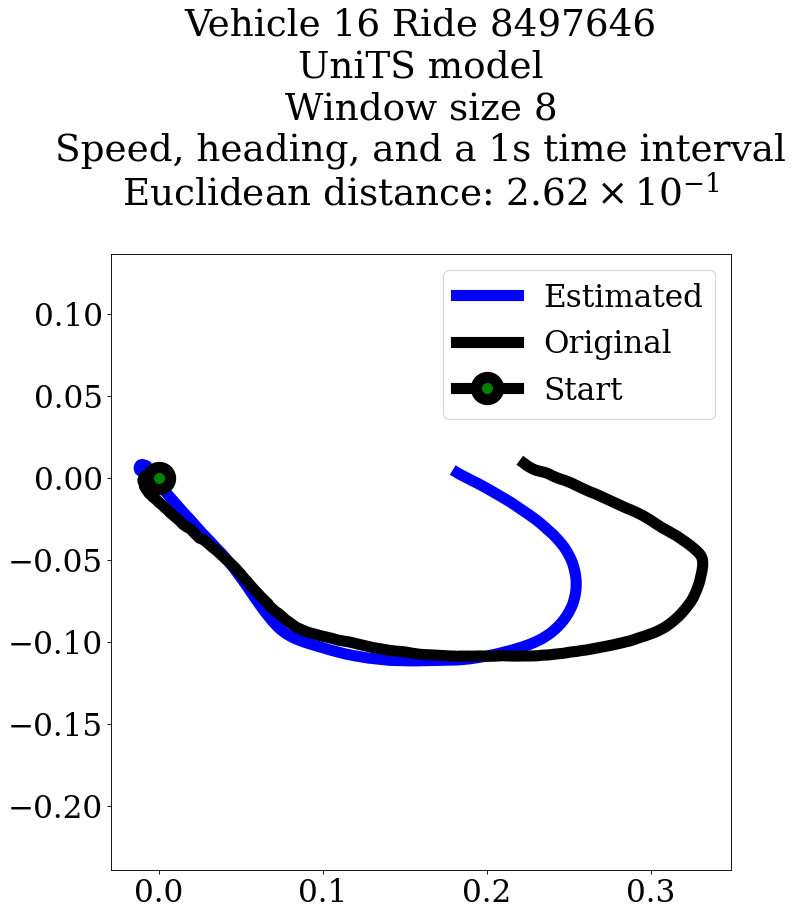 Vehicle 16 Ride 8497646
UniTS model
Window size 8
Speed, heading, and a 1s time interval
Euclidean distance: 2.62 × 10⁻¹
Estimated
Original
Start
0.10
0.05
0.00
−0.05
−0.10
−0.15
−0.20
0.0 0.1 0.2 0.3